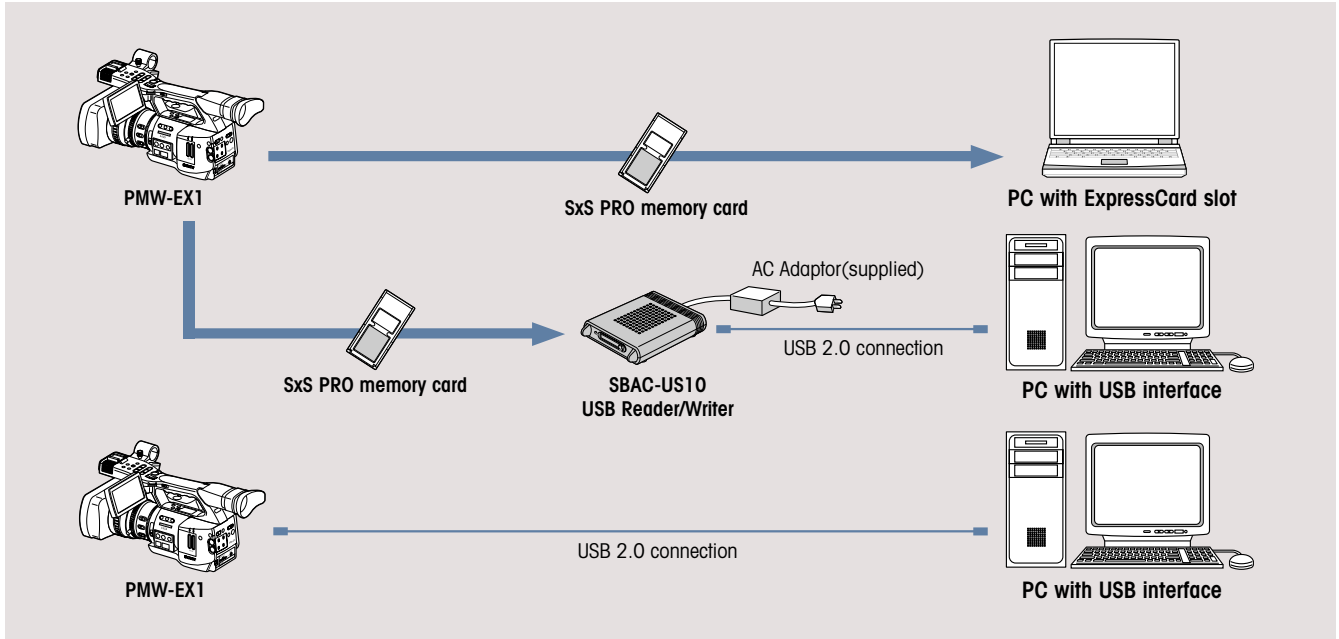 PMW-EX1
SxS PRO memory card
PC with ExpressCard slot
AC Adaptor(supplied)
USB 2.0 connection
SxS PRO memory card
SBAC-US10
USB Reader/Writer
PC with USB interface
USB 2.0 connection
PMW-EX1
PC with USB interface